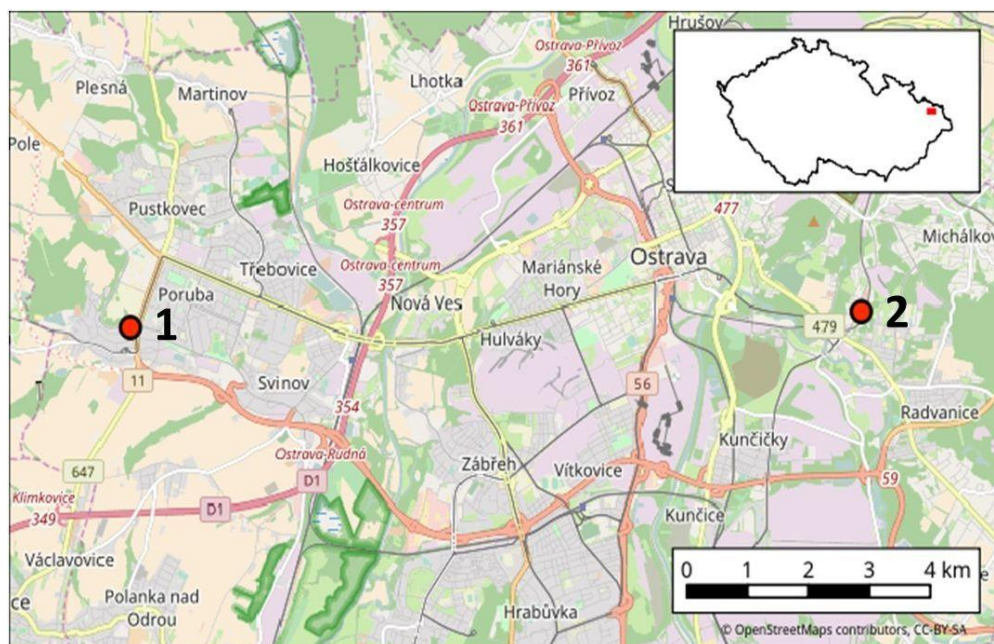 Hrušov
Ostrava-Přívoz
361
Lhotka
Plesná
Martinov
Přívoz
Ostrava-Přívoz
361
Pole
Hošťálkovice
Ostrava-centrum
357
477
Pustkovec
Michálkov
Ostrava
Třebovice
Ostrava-centrum
357
Mariánské
Hory
Nová Ves
Poruba
1
2
479
Hulváky
11
Svinov
56
354
Radvanice
Kunčičky
Ostrava-Rudná
Zábřeh
Vítkovice
647
D1
59
Klimkovice
349
D1
Kunčice
Václavovice
0 1 2 3 4 km
Polanka nad
Odrou
Hrabůvka
© OpenStreetMaps contributors, CC-BY-SA